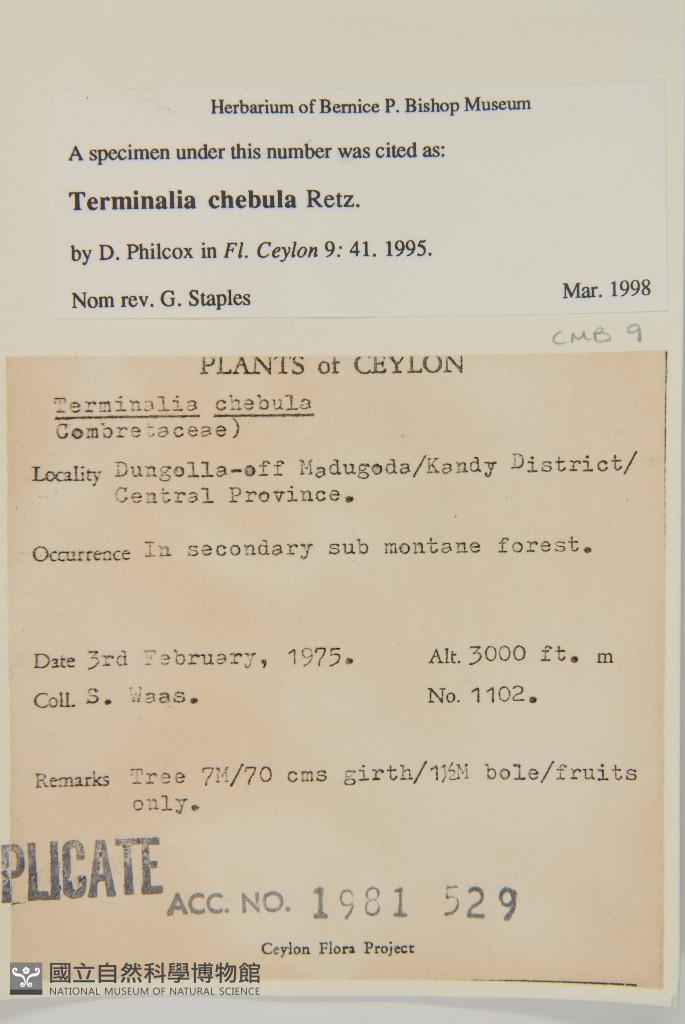 Herbarium of Bernice P. Bishop Museum
A specimen under this number was cited as:
Terminalia chebula Retz.
by D. Philcox in Fl. Ceylon 9: 41. 1995.
Nom rev. G. Staples Mar. 1998
CMB 9
PLANTS of CEYLON
Terminalia chebula
Combretaceae)
Locality Dungolla-off Madugoda/Kandy District/
Central Province.
Occurrence In secondary sub montane forest.
Date 3rd February, 1975. Alt. 3000 ft. m
Coll. S. Waas. No. 1102.
Remarks Tree 7M/70 cms girth/1½M bole/fruits
only.
PLICATE
ACC. NO. 1981 529
Ceylon Flora Project
國立自然科學博物館
NATIONAL MUSEUM OF NATURAL SCIENCE